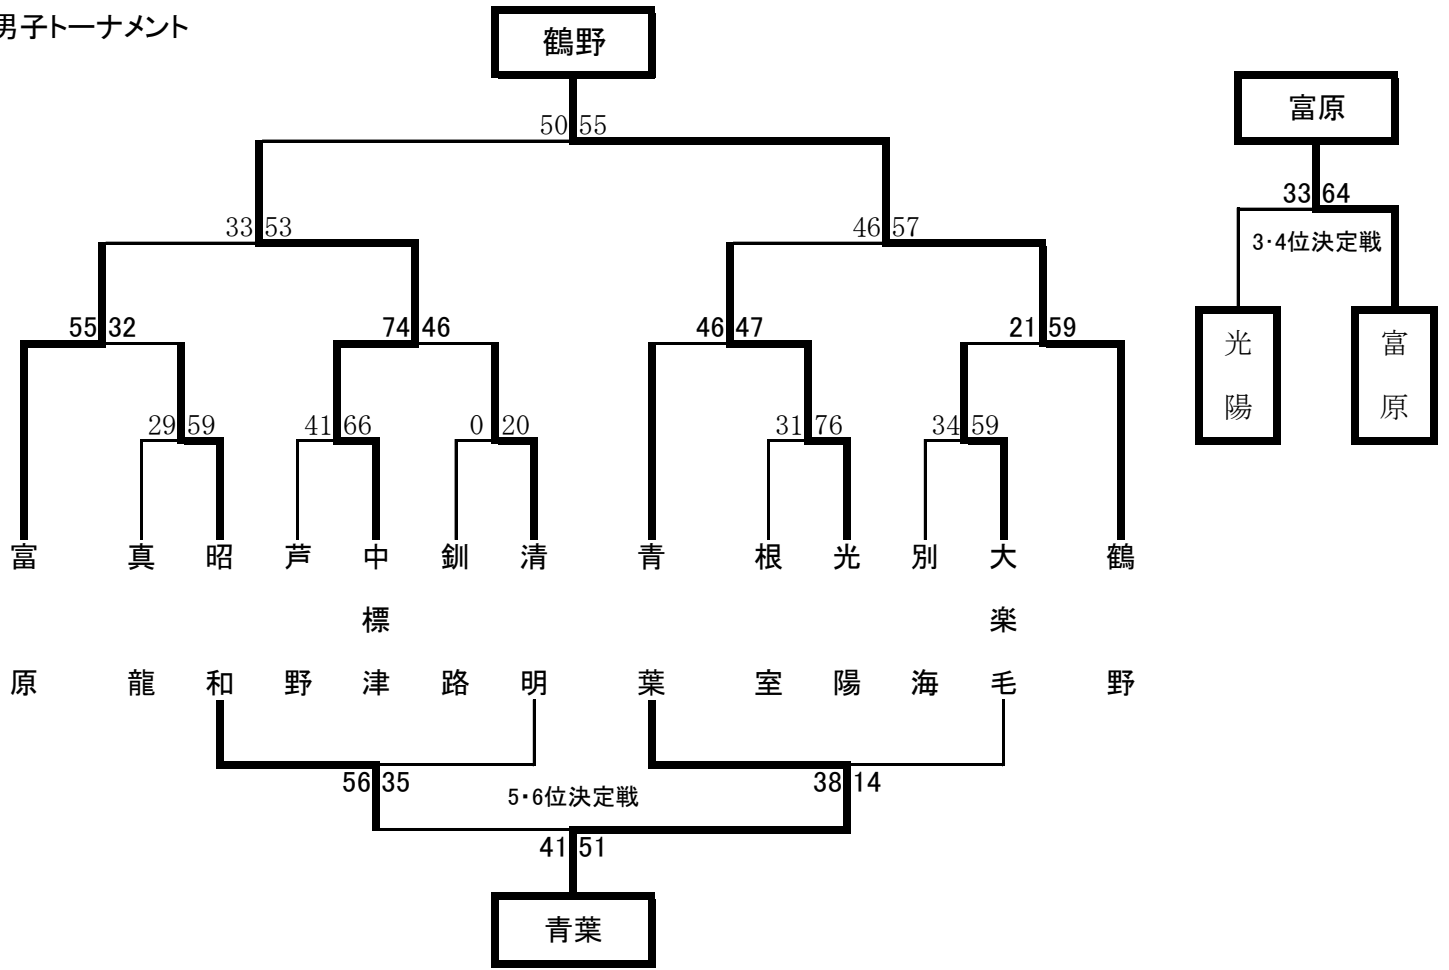 男子トーナメント
鶴野
富原
50 55
33 64
3・4位決定戦
33 53
46 57
55 32
74 46
46 47
21 59
光陽
富原
29 59
41 66
0 20
31 76
34 59
富原
真龍
昭和
芦野
中標津
釧路
清明
青葉
根室
光陽
別海
大楽毛
鶴野
56 35
38 14
5・6位決定戦
41 51
青葉